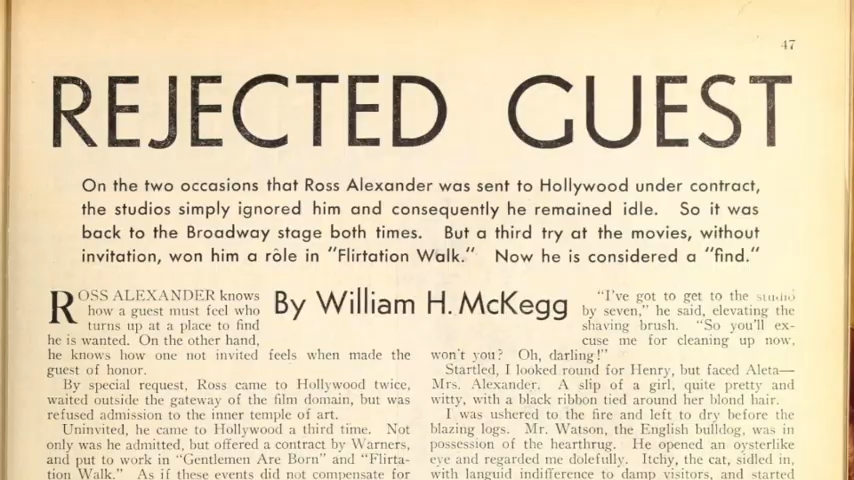 47
REJECTED GUEST
On the two occasions that Ross Alexander was sent to Hollywood under contract,
the studios simply ignored him and consequently he remained idle. So it was
back to the Broadway stage both times. But a third try at the movies, without
invitation, won him a rôle in "Flirtation Walk." Now he is considered a "find."
By William H. McKegg
ROSS ALEXANDER knows
how a guest must feel who
turns up at a place to find
he is wanted. On the other hand,
he knows how one not invited feels when made the
guest of honor.
By special request, Ross came to Hollywood twice,
waited outside the gateway of the film domain, but was
refused admission to the inner temple of art.
Uninvited, he came to Hollywood a third time. Not
only was he admitted, but offered a contract by Warners,
and put to work in "Gentlemen Are Born" and "Flirta-
tion Walk." As if these events did not compensate for
"I've got to get to the studio
by seven," he said, elevating the
shaving brush. "So you'll ex-
cuse me for cleaning up now,
won't you? Oh, darling!"
Startled, I looked round for Henry, but faced Aleta—
Mrs. Alexander. A slip of a girl, quite pretty and
witty, with a black ribbon tied around her blond hair.
I was ushered to the fire and left to dry before the
blazing logs. Mr. Watson, the English bulldog, was in
possession of the hearthrug. He opened an oysterlike
eye and regarded me dolefully. Itchy, the cat, sidled in,
with languid indifference to damp visitors, and started